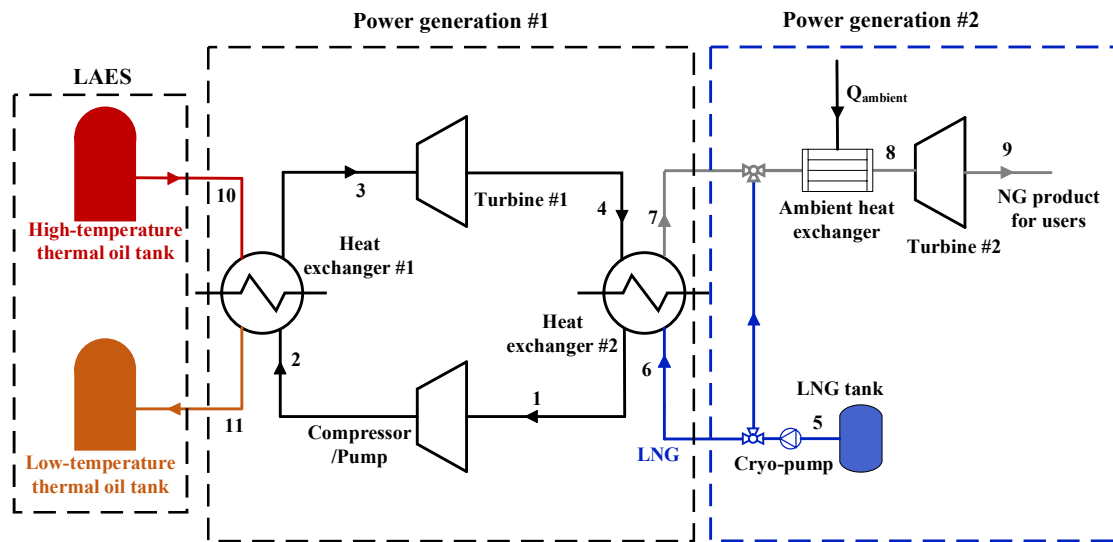 Power generation #1
Power generation #2
LAES
Q_ambient
10
3
Turbine #1
4
7
8
9
High-temperature
thermal oil tank
Heat
exchanger #1
Ambient heat
exchanger
Turbine #2
NG product
for users
Heat
exchanger #2
2
6
1
5
LNG tank
11
Compressor
/Pump
LNG
Cryo-pump
Low-temperature
thermal oil tank